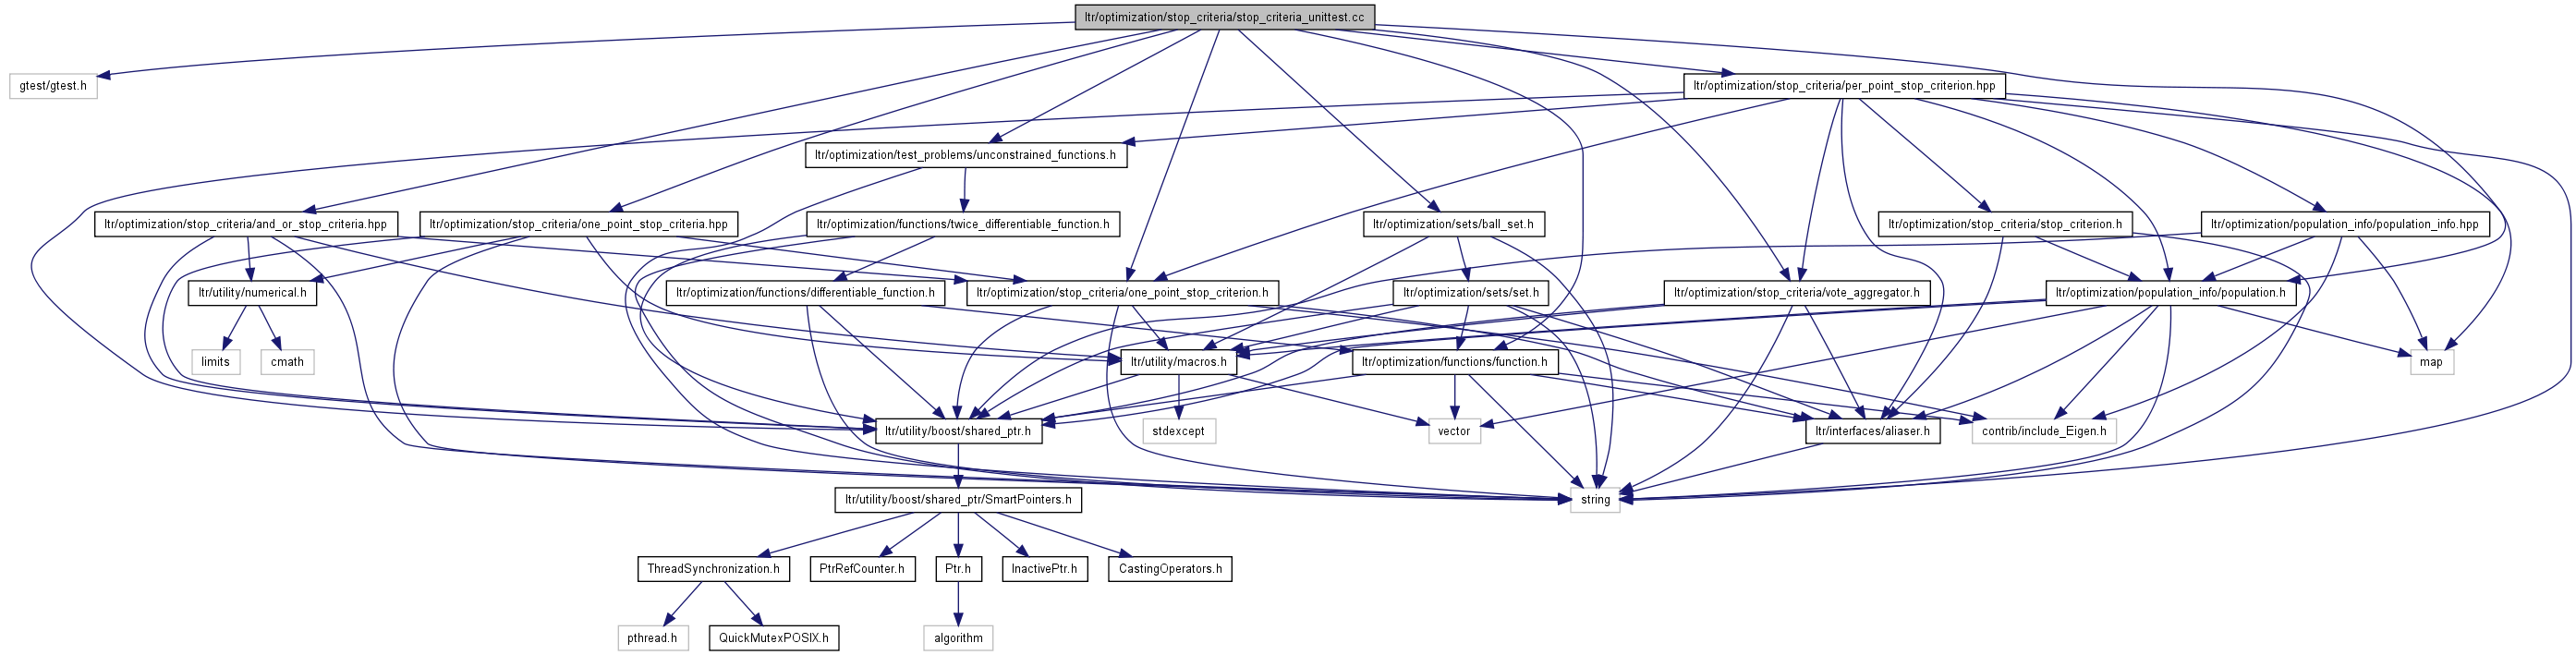 ltr/optimization/stop_criteria/stop_criteria_unittest.cc
gtest/gtest.h
ltr/optimization/stop_criteria/per_point_stop_criterion.hpp
ltr/optimization/test_problems/unconstrained_functions.h
ltr/optimization/stop_criteria/and_or_stop_criteria.hpp
ltr/optimization/stop_criteria/one_point_stop_criteria.hpp
ltr/optimization/functions/twice_differentiable_function.h
ltr/optimization/sets/ball_set.h
ltr/optimization/stop_criteria/stop_criterion.h
ltr/optimization/population_info/population_info.hpp
ltr/utility/numerical.h
ltr/optimization/functions/differentiable_function.h
ltr/optimization/stop_criteria/one_point_stop_criterion.h
ltr/optimization/sets/set.h
ltr/optimization/stop_criteria/vote_aggregator.h
ltr/optimization/population_info/population.h
limits
cmath
ltr/utility/macros.h
ltr/optimization/functions/function.h
map
ltr/utility/boost/shared_ptr.h
stdexcept
vector
ltr/interfaces/aliaser.h
contrib/include_Eigen.h
ltr/utility/boost/shared_ptr/SmartPointers.h
string
ThreadSynchronization.h
PtrRefCounter.h
Ptr.h
InactivePtr.h
CastingOperators.h
pthread.h
QuickMutexPOSIX.h
algorithm